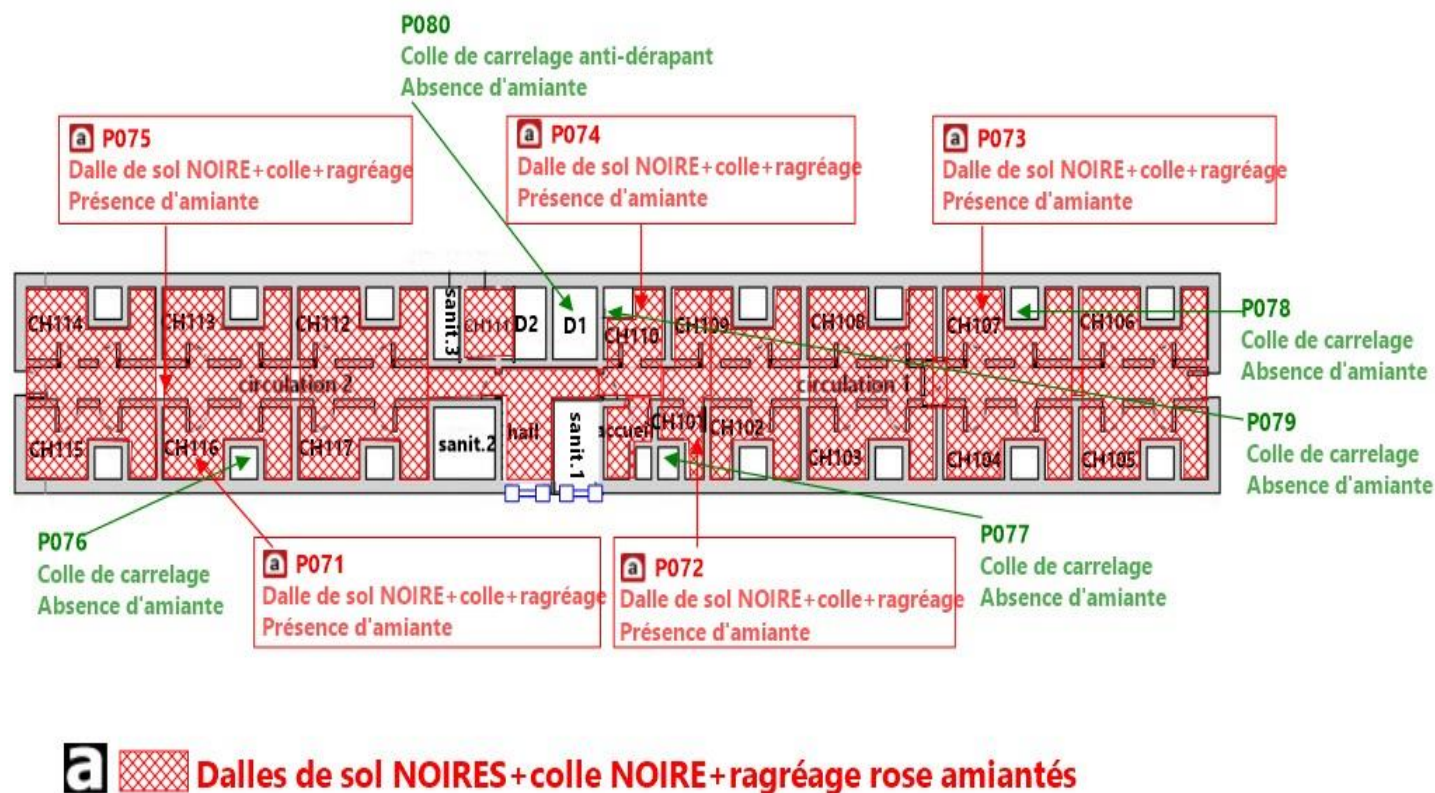 P080
Colle de carrelage anti-dérapant
Absence d'amiante
a P075
Dalle de sol NOIRE+colle+ragréage
Présence d'amiante
a P074
Dalle de sol NOIRE+colle+ragréage
Présence d'amiante
a P073
Dalle de sol NOIRE+colle+ragréage
Présence d'amiante
CH114
CH113
CH112
sanit.3
CH111
D2
D1
CH110
CH109
CH108
CH107
CH106
P078
Colle de carrelage
Absence d'amiante
circulation 2
circulation 1
CH115
CH116
CH117
sanit.2
hall
sanit.1
accueil
CH101
CH102
CH103
CH104
CH105
P079
Colle de carrelage
Absence d'amiante
P076
Colle de carrelage
Absence d'amiante
a P071
Dalle de sol NOIRE+colle+ragréage
Présence d'amiante
a P072
Dalle de sol NOIRE+colle+ragréage
Présence d'amiante
P077
Colle de carrelage
Absence d'amiante
a Dalles de sol NOIRES+colle NOIRE+ragréage rose amiantés